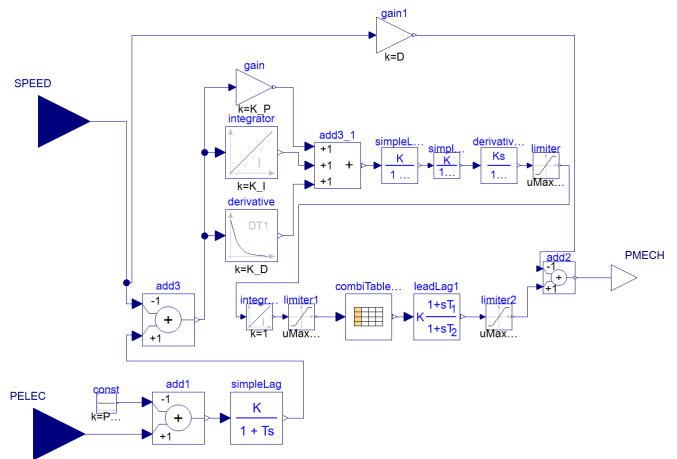 gain1
k=D
SPEED
gain
k=K_P
integrator
I
k=K_I
add3_1
+1
+1
+1
+
simpleL...
K
1 ...
simpl...
K
1...
derivativ...
Ks
1...
limiter
uMax...
derivative
DT1
k=K_D
add2
-1
+
+1
PMECH
add3
-1
+
+1
integr...
I
k=1
limiter1
uMax...
combiTable...
leadLag1
K
1+sT1
1+sT2
limiter2
uMax...
PELEC
const
k=P...
add1
-1
+
+1
simpleLag
K
1 + Ts